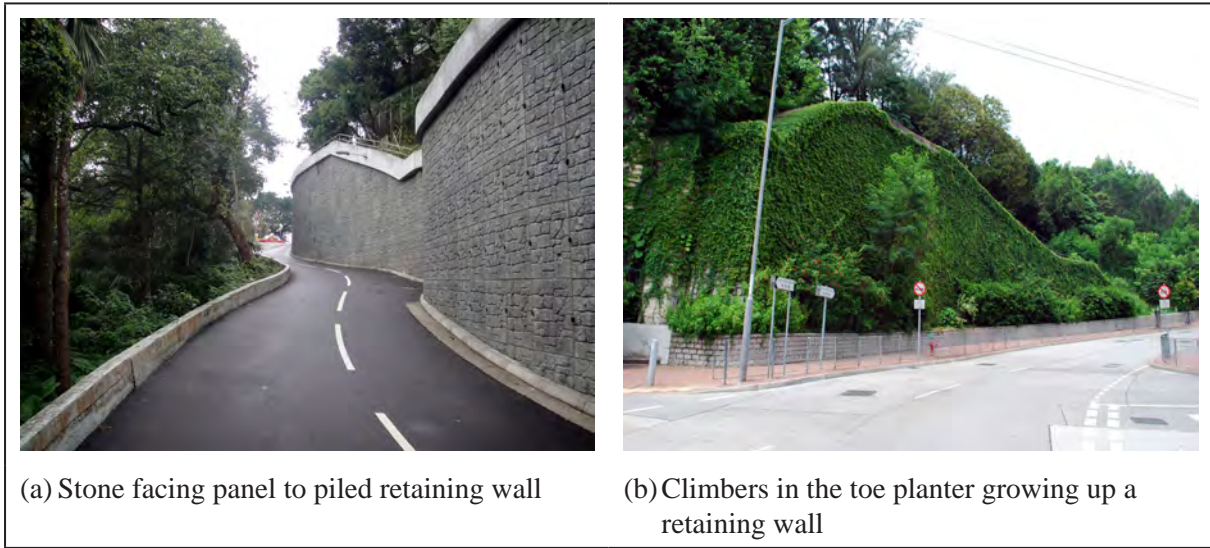 (a) Stone facing panel to piled retaining wall
(b) Climbers in the toe planter growing up a
retaining wall